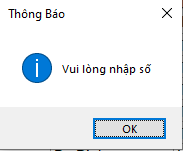 Thông Báo
Vui lòng nhập số
OK